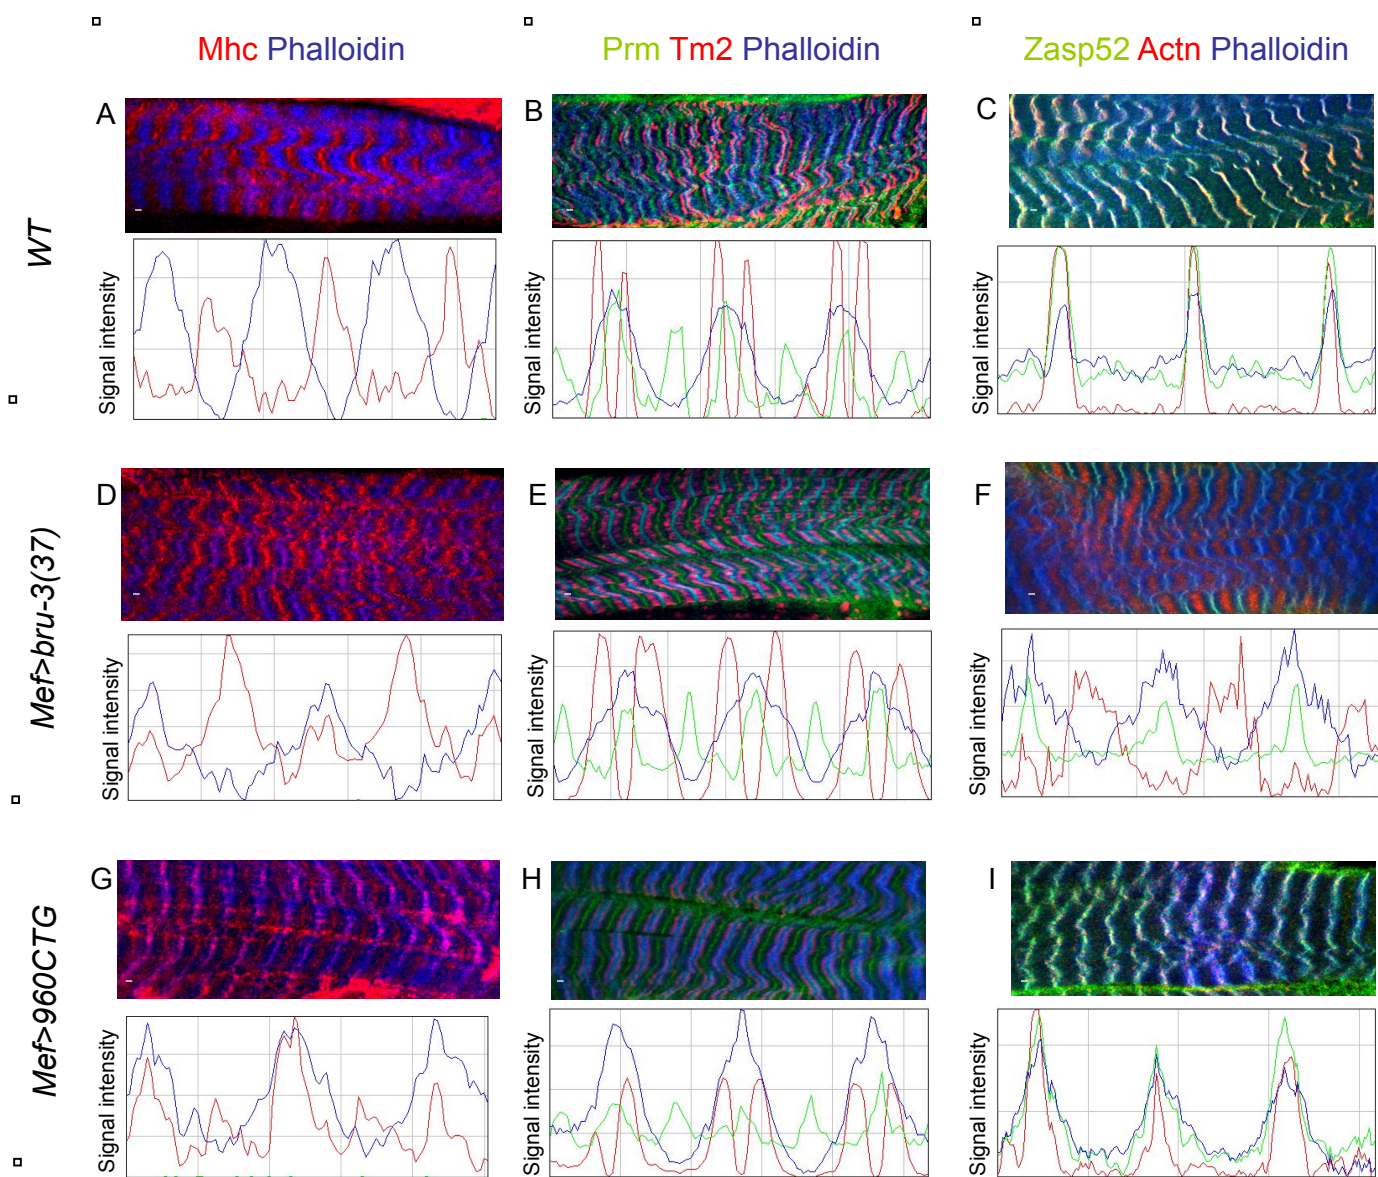 Mhc Phalloidin
Prm Tm2 Phalloidin
Zasp52 Actn Phalloidin
WT
A
B
C
Signal intensity
Signal intensity
Signal intensity
Mef>bru-3(37)
D
E
F
Signal intensity
Signal intensity
Signal intensity
Mef>960CTG
G
H
I
Signal intensity
Signal intensity
Signal intensity